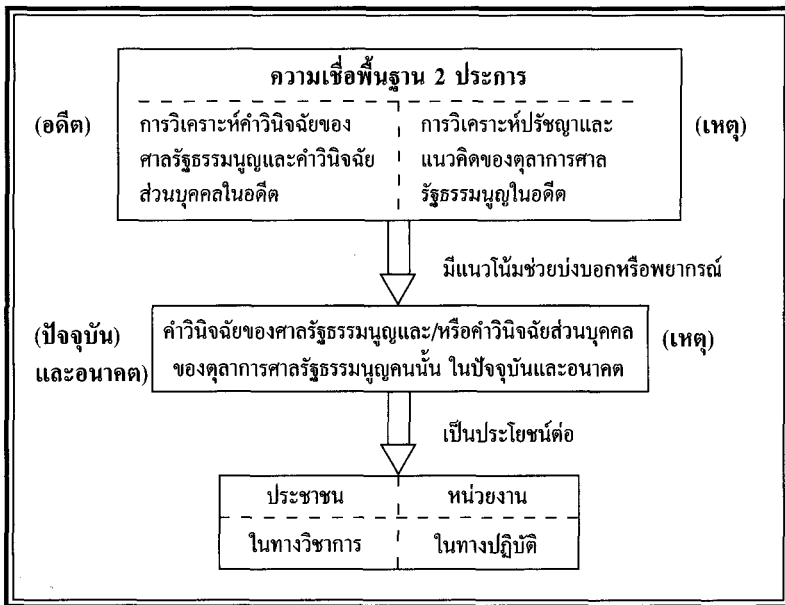 ความเชื่อพื้นฐาน 2 ประการ
(อดีต)
การวิเคราะห์คำวินิจฉัยของ
ศาลรัฐธรรมนูญและคำวินิจฉัย
ส่วนบุคคลในอดีต
การวิเคราะห์ปรัชญาและ
แนวคิดของตุลาการศาล
รัฐธรรมนูญในอดีต
(เหตุ)
มีแนวโน้มช่วยบ่งบอกหรือพยากรณ์
(ปัจจุบัน)
และอนาคต)
คำวินิจฉัยของศาลรัฐธรรมนูญและ/หรือคำวินิจฉัยส่วนบุคคล
ของตุลาการศาลรัฐธรรมนูญคนนั้น ในปัจจุบันและอนาคต
(เหตุ)
เป็นประโยชน์ต่อ
ประชาชน
หน่วยงาน
ในทางวิชาการ
ในทางปฏิบัติ